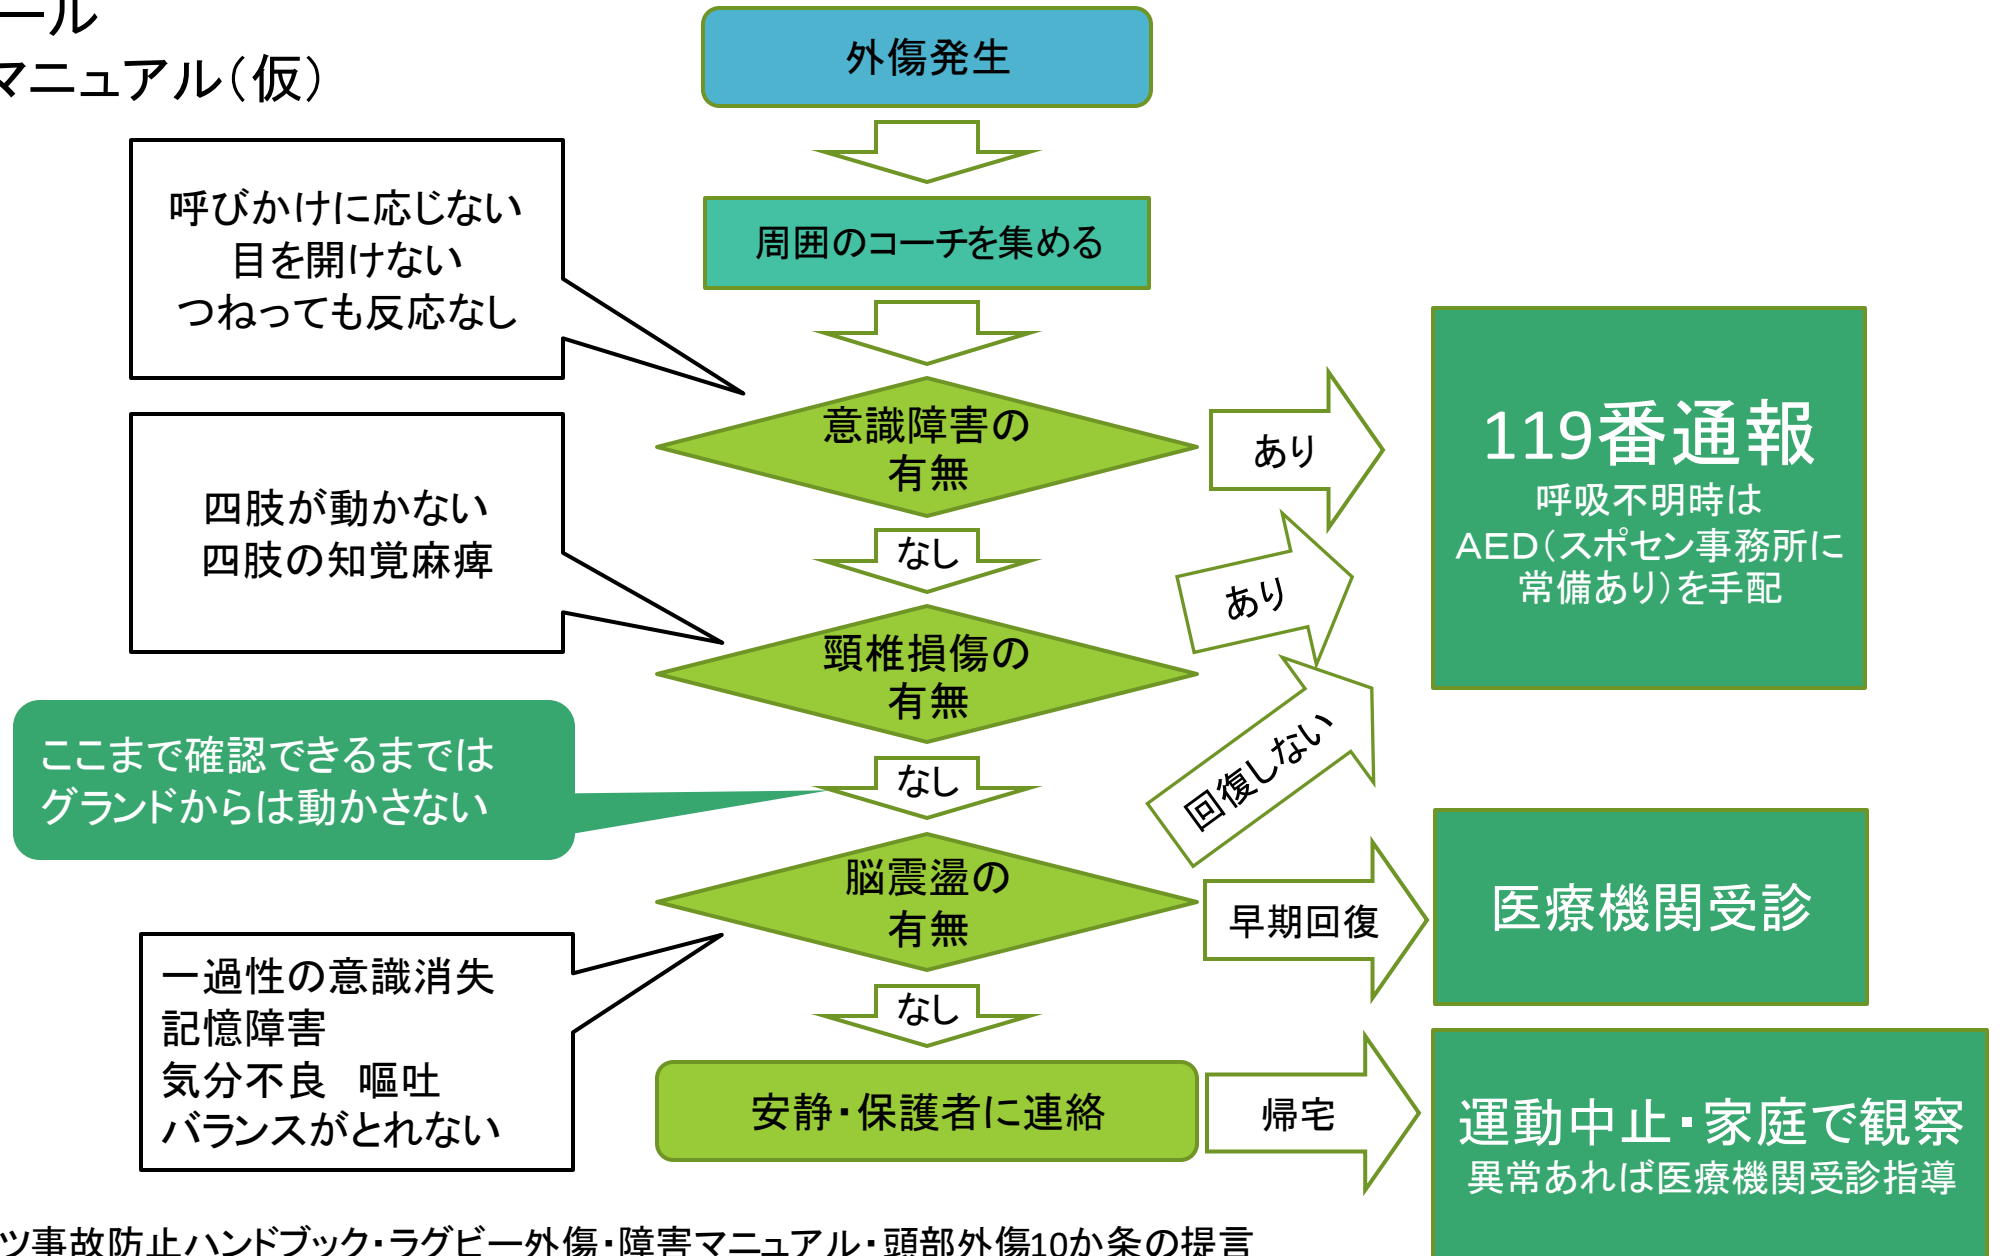 ール
マニュアル（仮）
外傷発生
周囲のコーチを集める
呼びかけに応じない
目を開けない
つねっても反応なし
意識障害の
有無
あり
119番通報
呼吸不明時は
AED（スポセン事務所に
常備あり）を手配
四肢が動かない
四肢の知覚麻痺
なし
頸椎損傷の
有無
あり
ここまで確認できるまでは
グランドからは動かさない
なし
回復しない
脳震盪の
有無
早期回復
医療機関受診
一過性の意識消失
記憶障害
気分不良　嘔吐
バランスがとれない
なし
安静・保護者に連絡
帰宅
運動中止・家庭で観察
異常あれば医療機関受診指導
ツ事故防止ハンドブック・ラグビー外傷・障害マニュアル・頭部外傷10か条の提言